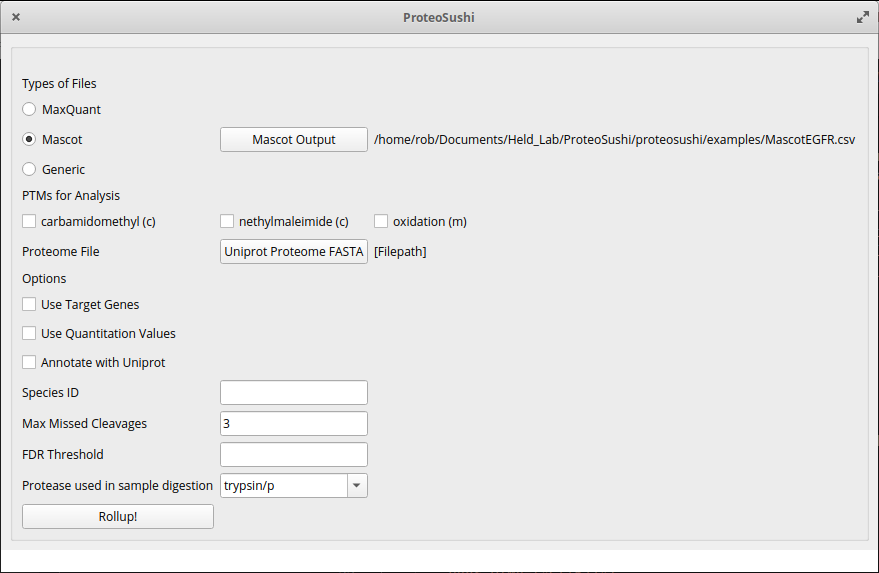 ProteoSushi
Types of Files
MaxQuant
Mascot Mascot Output /home/rob/Documents/Held_Lab/ProteoSushi/proteosushi/examples/MascotEGFR.csv
Generic
PTMs for Analysis
carbamidomethyl (c) nethylmaleimide (c) oxidation (m)
Proteome File Uniprot Proteome FASTA [Filepath]
Options
Use Target Genes
Use Quantitation Values
Annotate with Uniprot
Species ID
Max Missed Cleavages 3
FDR Threshold
Protease used in sample digestion trypsin/p
Rollup!